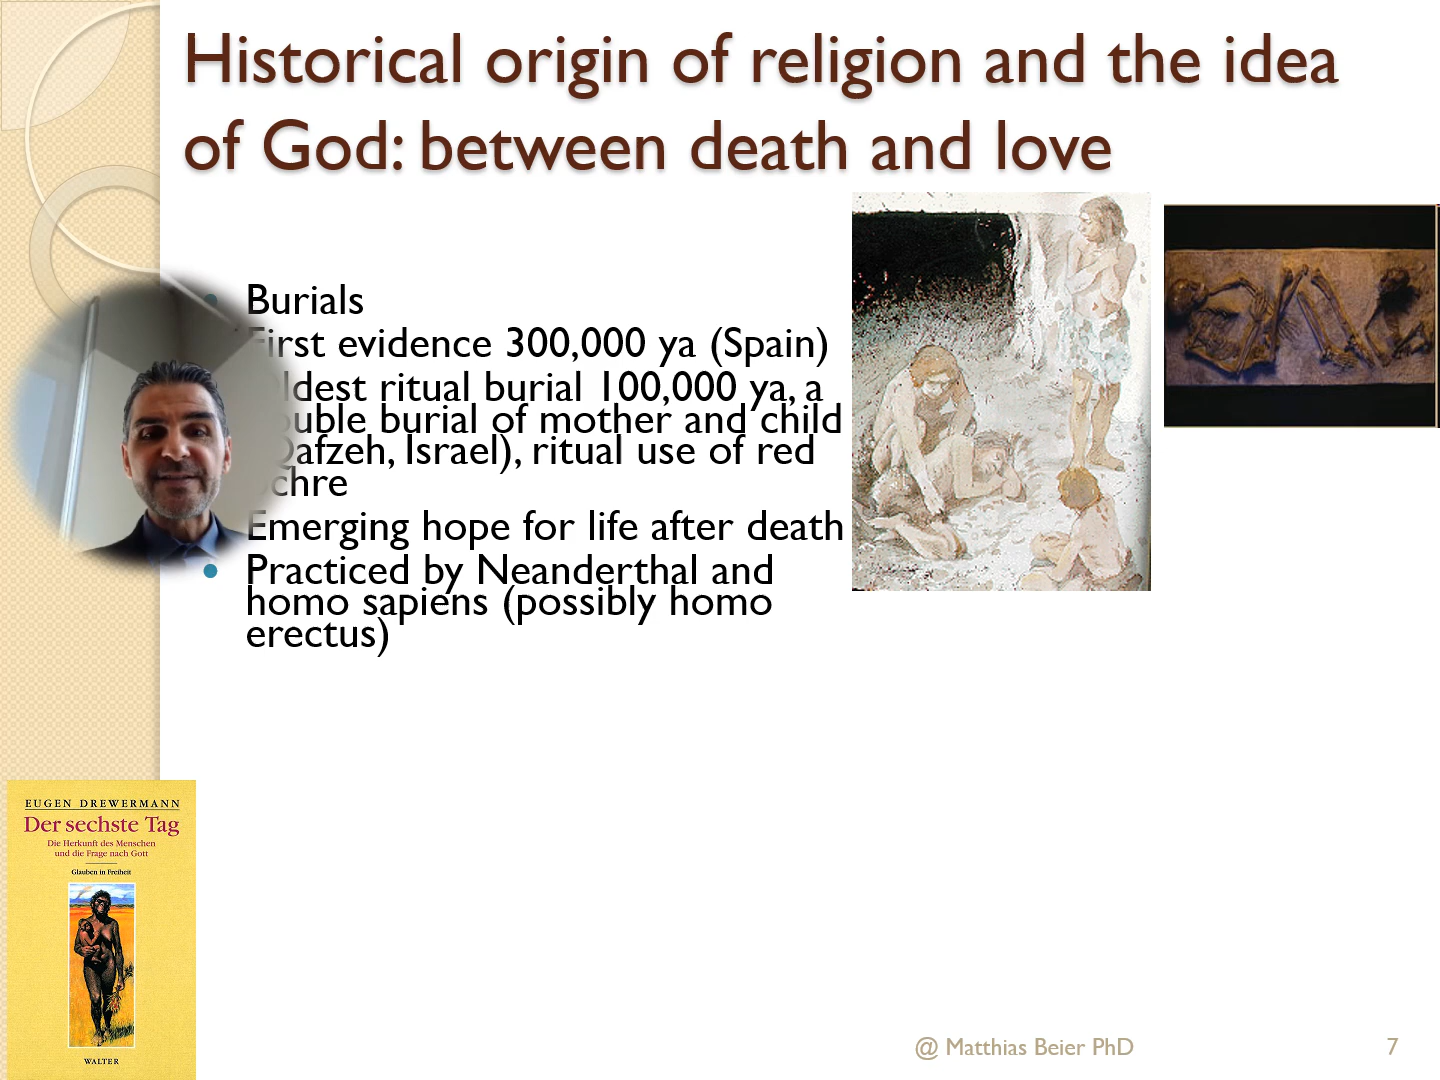 Historical origin of religion and the idea
of God: between death and love
Burials
First evidence 300,000 ya (Spain)
ldest ritual burial 100,000 ya, a
ouble burial of mother and child
Qafzeh, Israel), ritual use of red
chre
Emerging hope for life after death
Practiced by Neanderthal and
homo sapiens (possibly homo
erectus)
EUGEN DREWERMANN
Der sechste Tag
Die Herkunft des Menschen
und die Frage nach Gott
Glauben in Freiheit
WALTER
@ Matthias Beier PhD
7